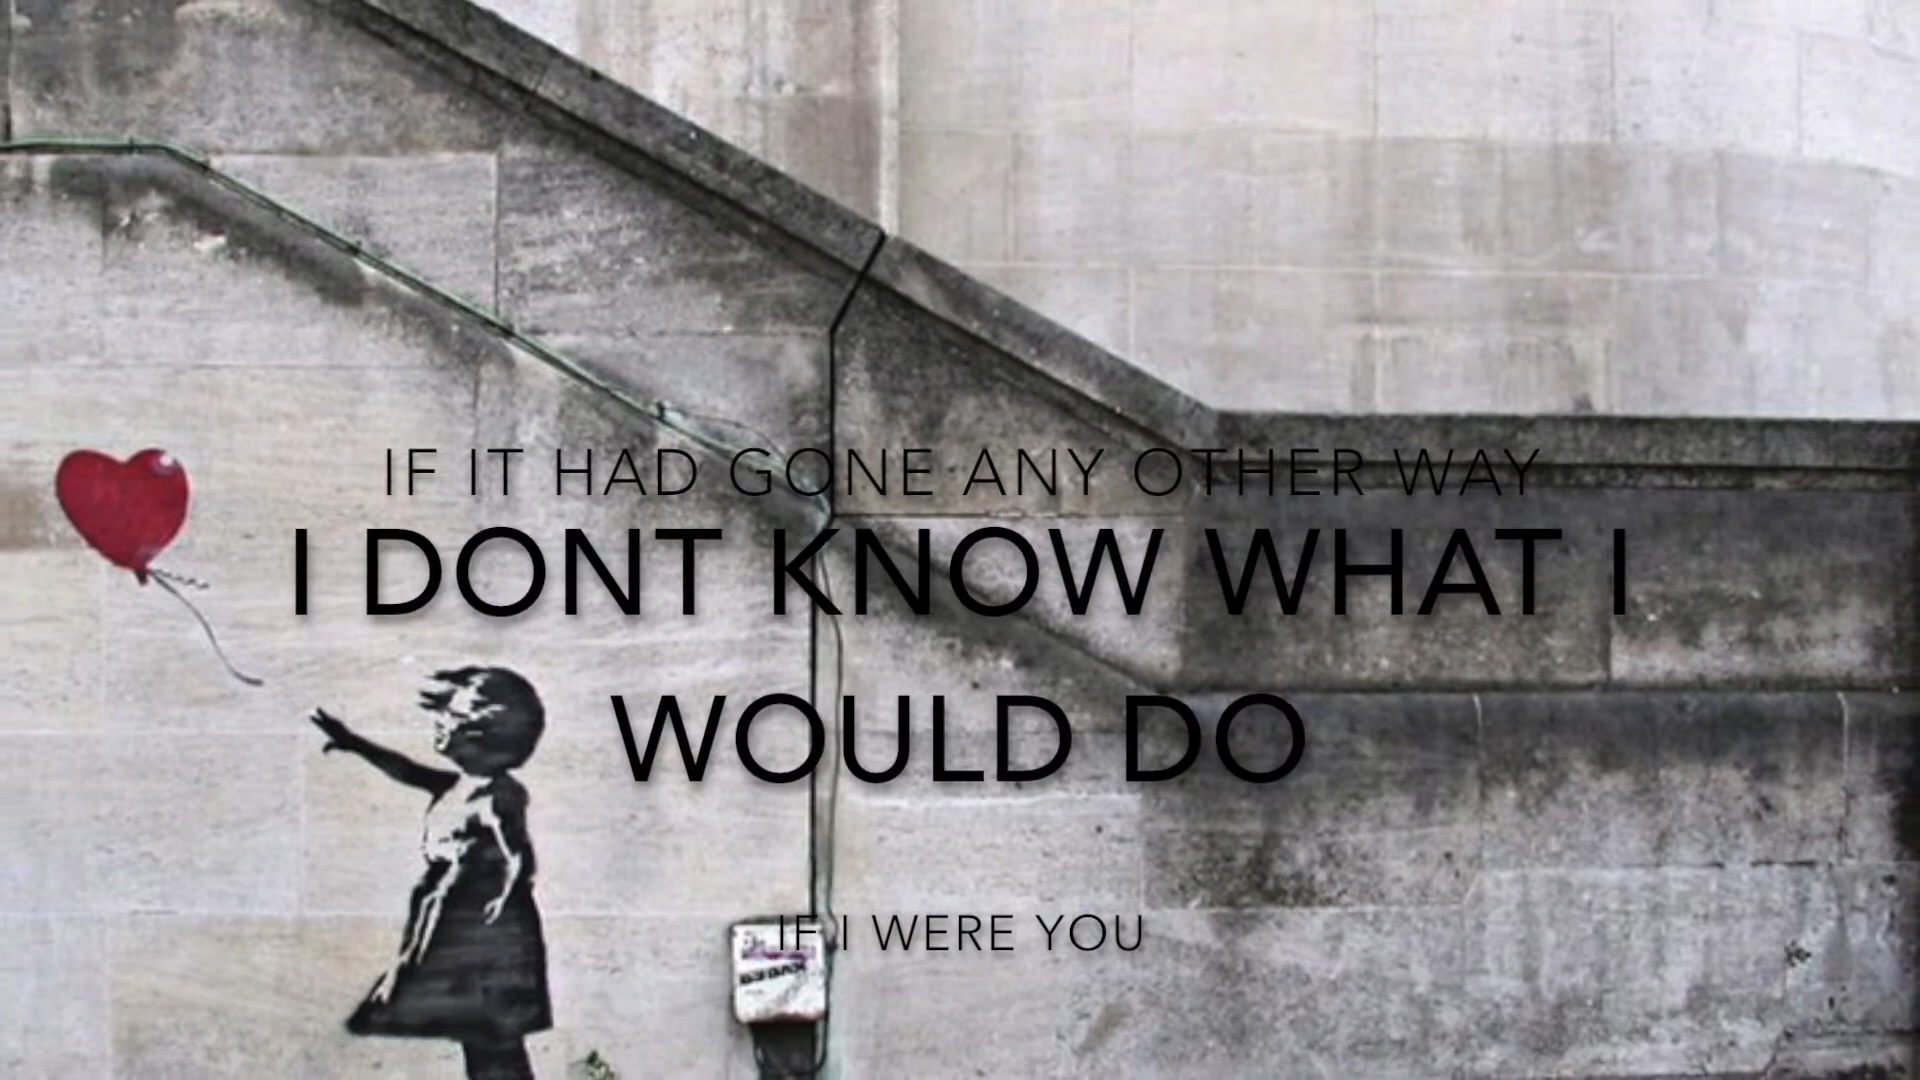 IF IT HAD GONE ANY OTHER WAY
I DONT KNOW WHAT I
WOULD DO
IF I WERE YOU